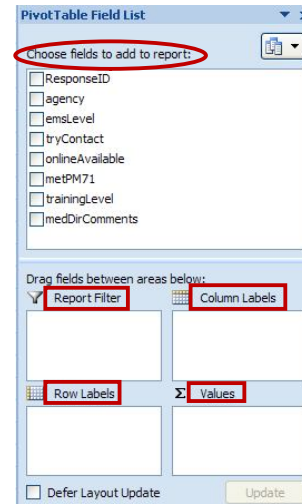 PivotTable Field List
Choose fields to add to report:
ResponseID
agency
emsLevel
tryContact
onlineAvailable
metPM71
trainingLevel
medDirComments
Drag fields between areas below:
Report Filter Column Labels
Row Labels Σ Values
Defer Layout Update Update